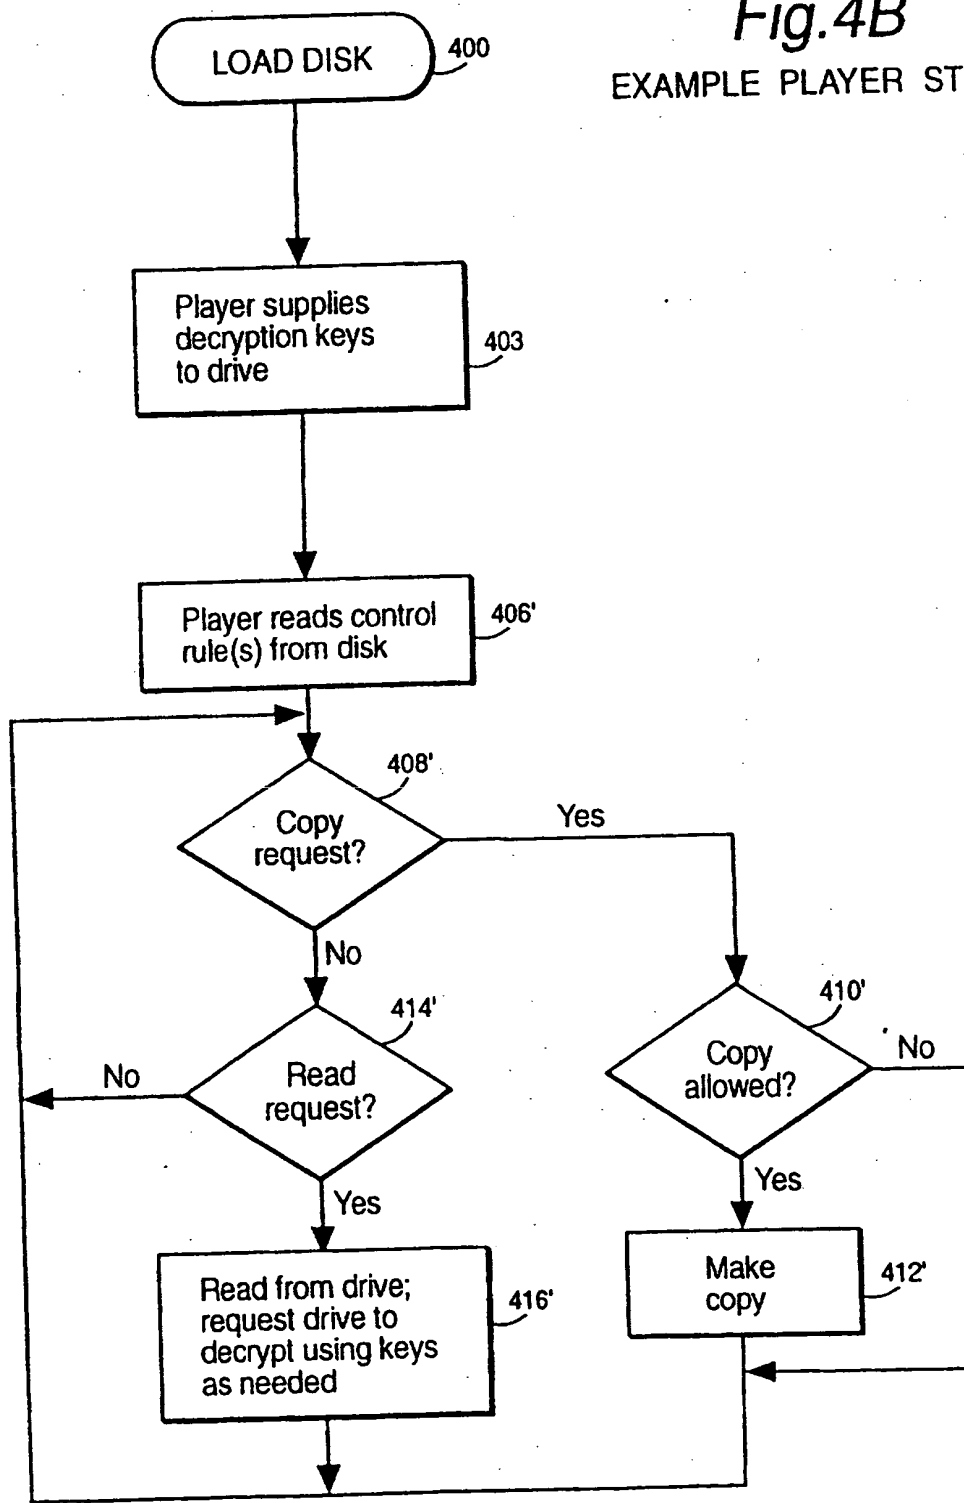 Fig.4B
EXAMPLE PLAYER ST
LOAD DISK
400
Player supplies
decryption keys
to drive
403
Player reads control
rule(s) from disk
406'
408'
Copy
request?
Yes
No
414'
410'
Read
request?
No
Copy
allowed?
No
Yes
Yes
Read from drive;
request drive to
decrypt using keys
as needed
416'
Make
copy
412'